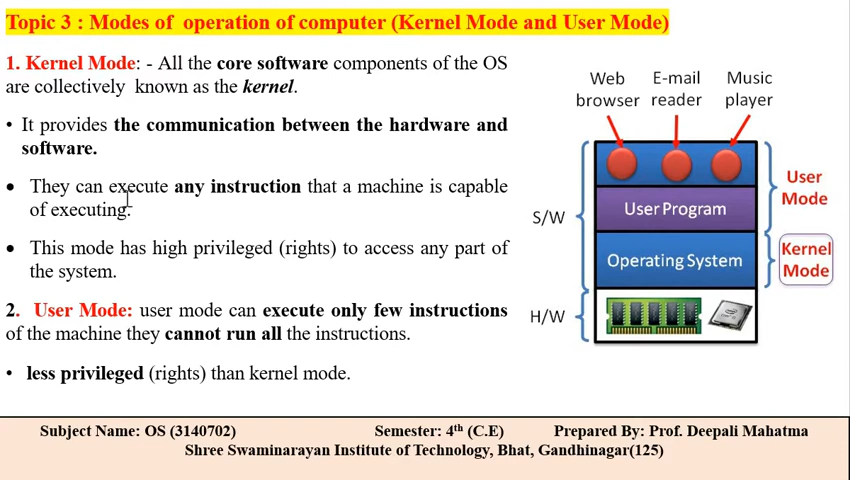 Topic 3 : Modes of operation of computer (Kernel Mode and User Mode)
1. Kernel Mode: - All the core software components of the OS
are collectively known as the kernel.
• It provides the communication between the hardware and
software.
• They can execute any instruction that a machine is capable
of executing.
• This mode has high privileged (rights) to access any part of
the system.
2. User Mode: user mode can execute only few instructions
of the machine they cannot run all the instructions.
• less privileged (rights) than kernel mode.
Web
browser
E-mail
reader
Music
player
S/W
User Program
Operating System
H/W
User
Mode
Kernel
Mode
Subject Name: OS (3140702) Semester: 4th (C.E) Prepared By: Prof. Deepali Mahatma
Shree Swaminarayan Institute of Technology, Bhat, Gandhinagar(125)